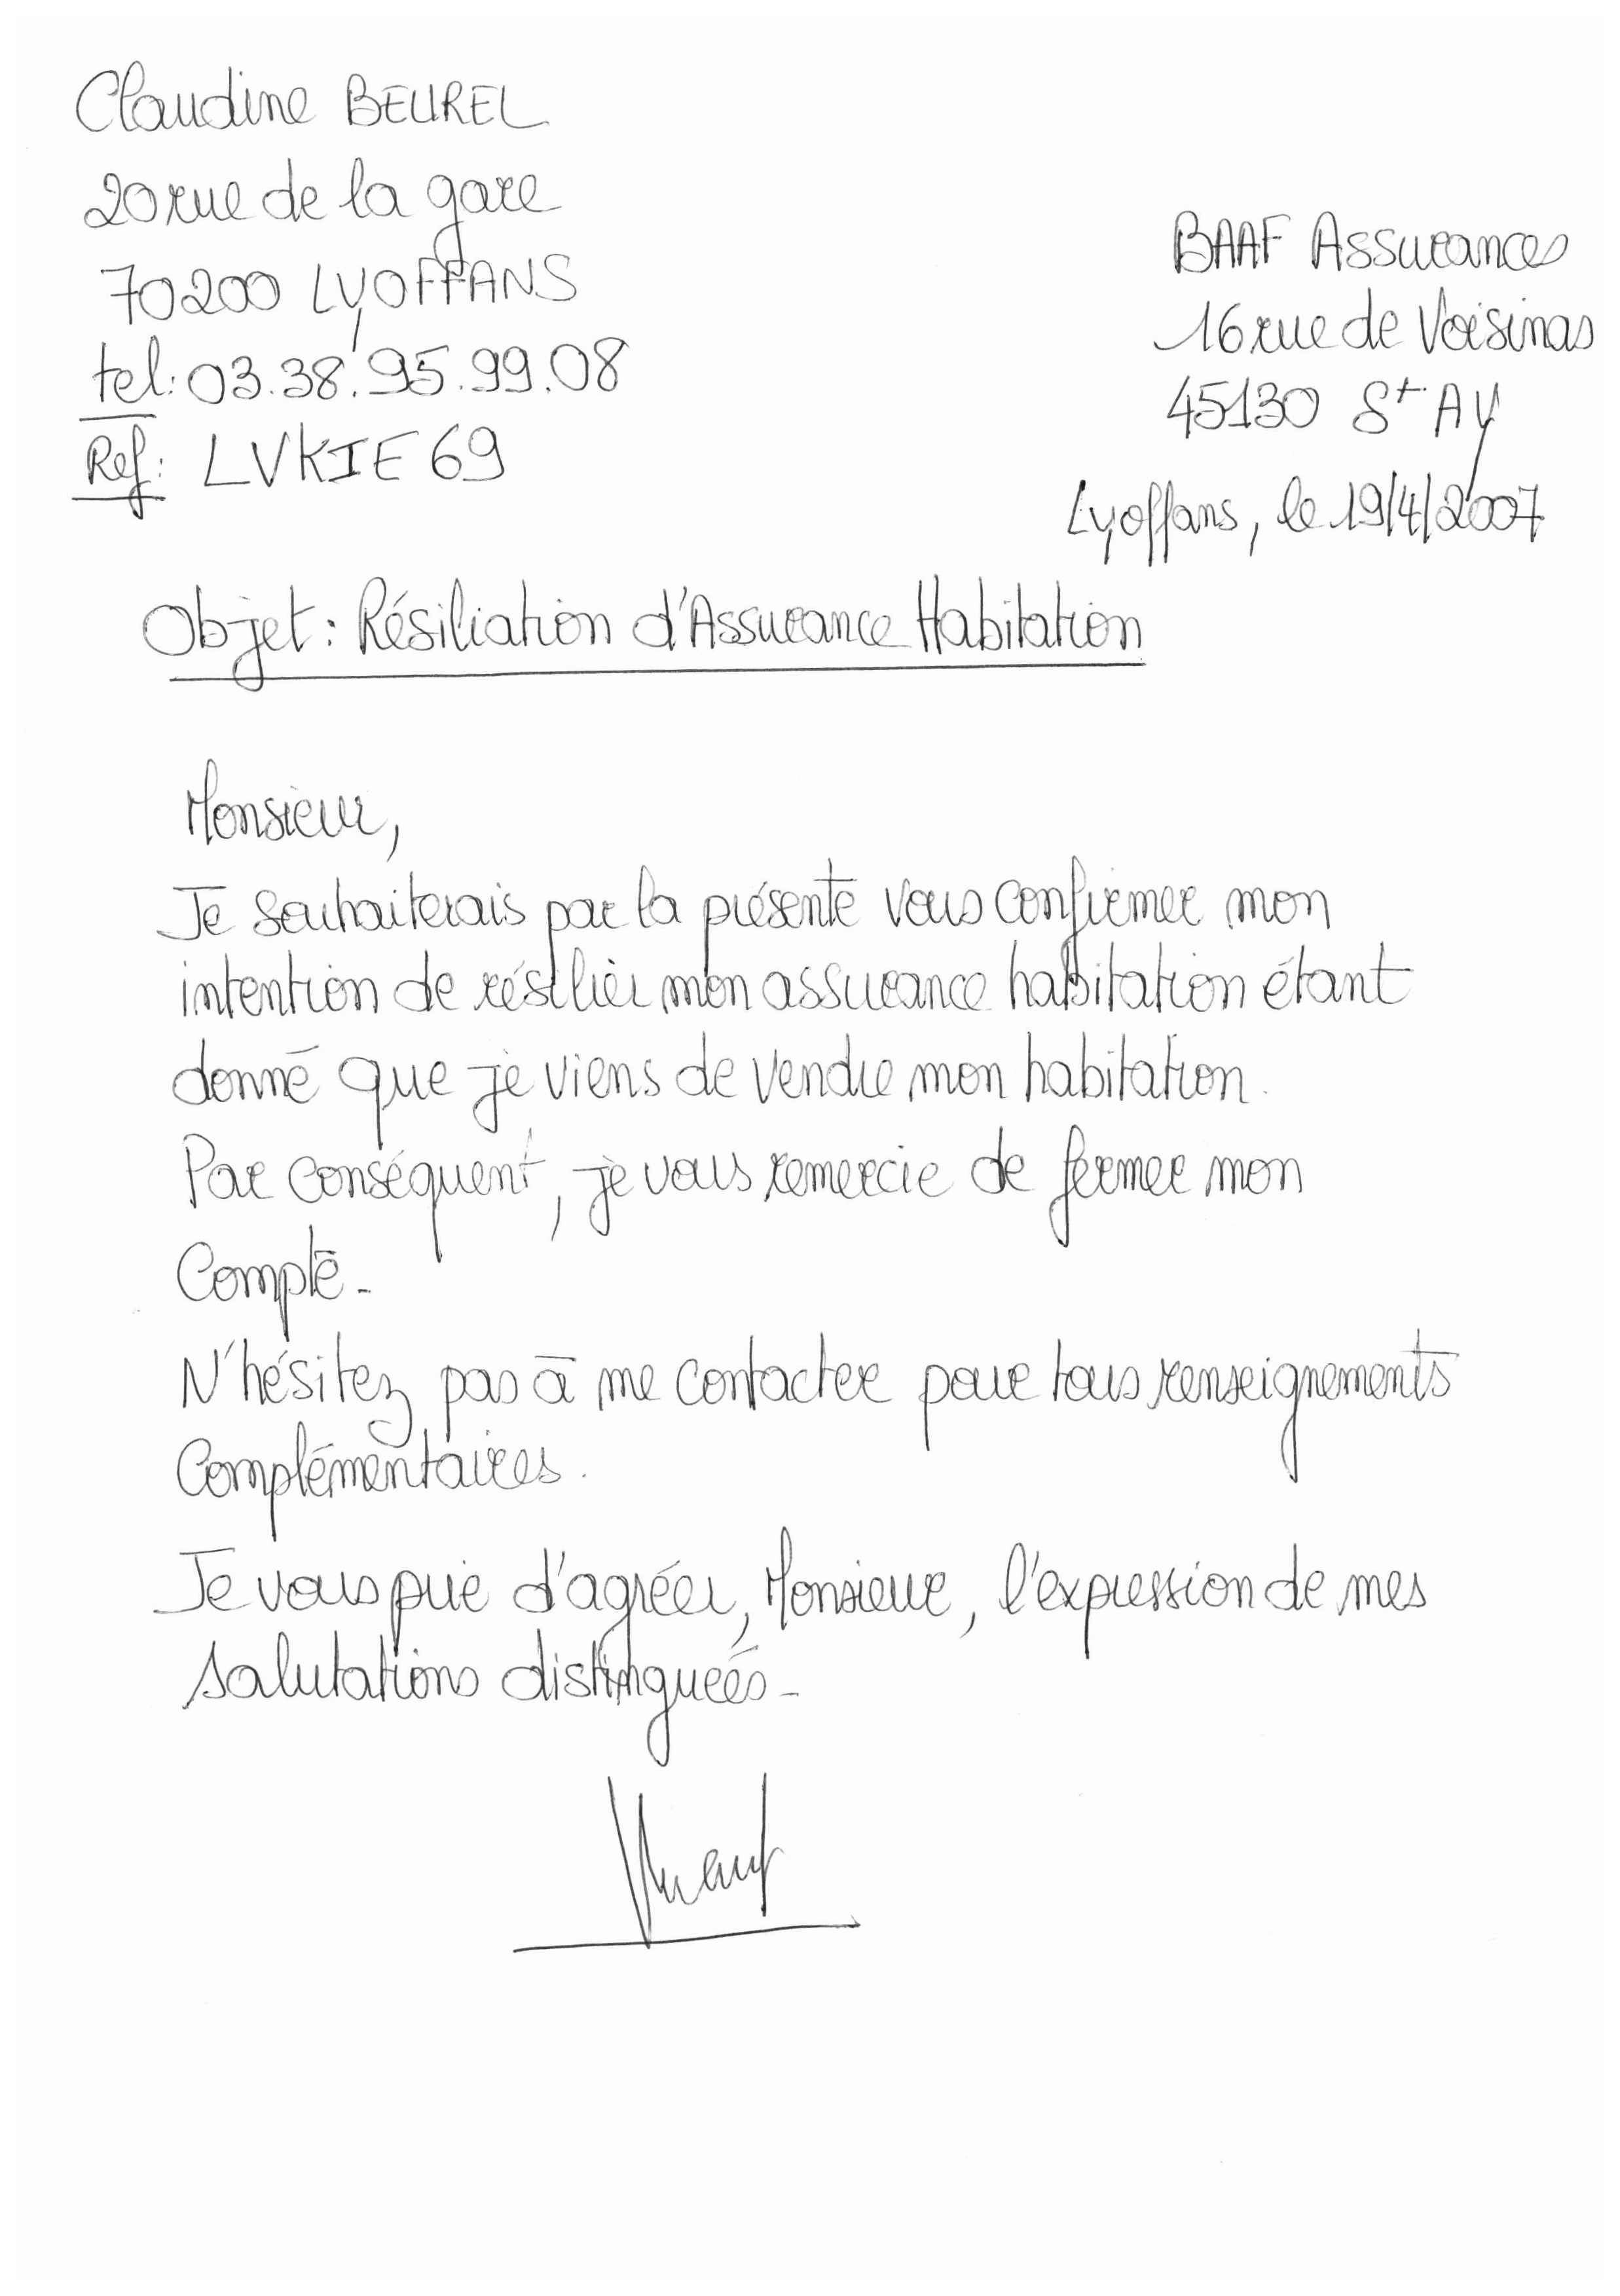 Claudine BEUREL
20 rue de la gare
70200 LYOFFANS
tel: 03.38.95.99.08
Ref: LVKIE69
BAAF Assurances
16 rue de Voisinas
45130 St AY
Lyoffans, le 19/4/2007
Objet: Résiliation d'Assurance Habitation
Monsieur,
Je souhaiterais par la présente vous confirmer mon
intention de résilier mon assurance habitation étant
donné que je viens de vendre mon habitation.
Par conséquent, je vous remercie de fermer mon
compte.
N'hésitez pas à me contacter pour tous renseignements
complémentaires.
Je vous prie d'agréer, Monsieur, l'expression de mes
salutations distinguées.